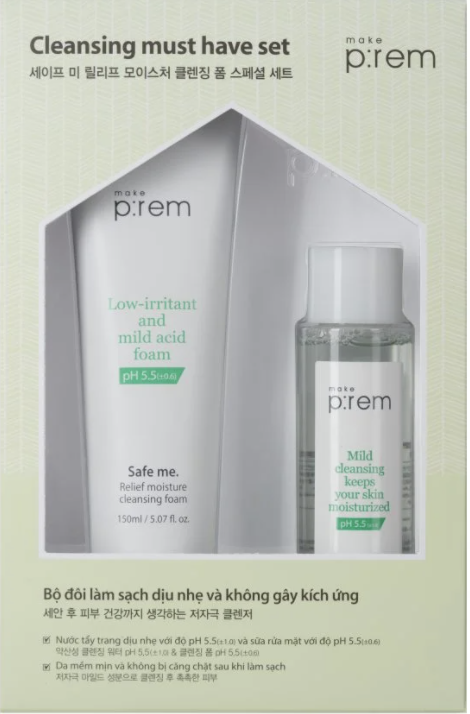 Cleansing must have set
세이프 미 릴리프 모이스처 클렌징 폼 스페셜 세트
make
p:rem
make
p:rem
Low-irritant
and
mild acid
foam
pH 5.5(±0.6)
Safe me.
Relief moisture
cleansing foam
150ml / 5.07 fl. oz.
make
p:rem
Mild
cleansing
keeps
your skin
moisturized
pH 5.5
Bộ đôi làm sạch dịu nhẹ và không gây kích ứng
세안 후 피부 건강까지 생각하는 저자극 클렌저
Nước tẩy trang dịu nhẹ với độ pH 5.5(±1.0) và sữa rửa mặt với độ pH 5.5(±0.6)
약산성 클렌징 워터 pH 5.5(±1.0) & 클렌징 폼 pH 5.5(±0.6)
Da mềm mịn và không bị căng chặt sau khi làm sạch
저자극 마일드 성분으로 클렌징 후 촉촉한 피부